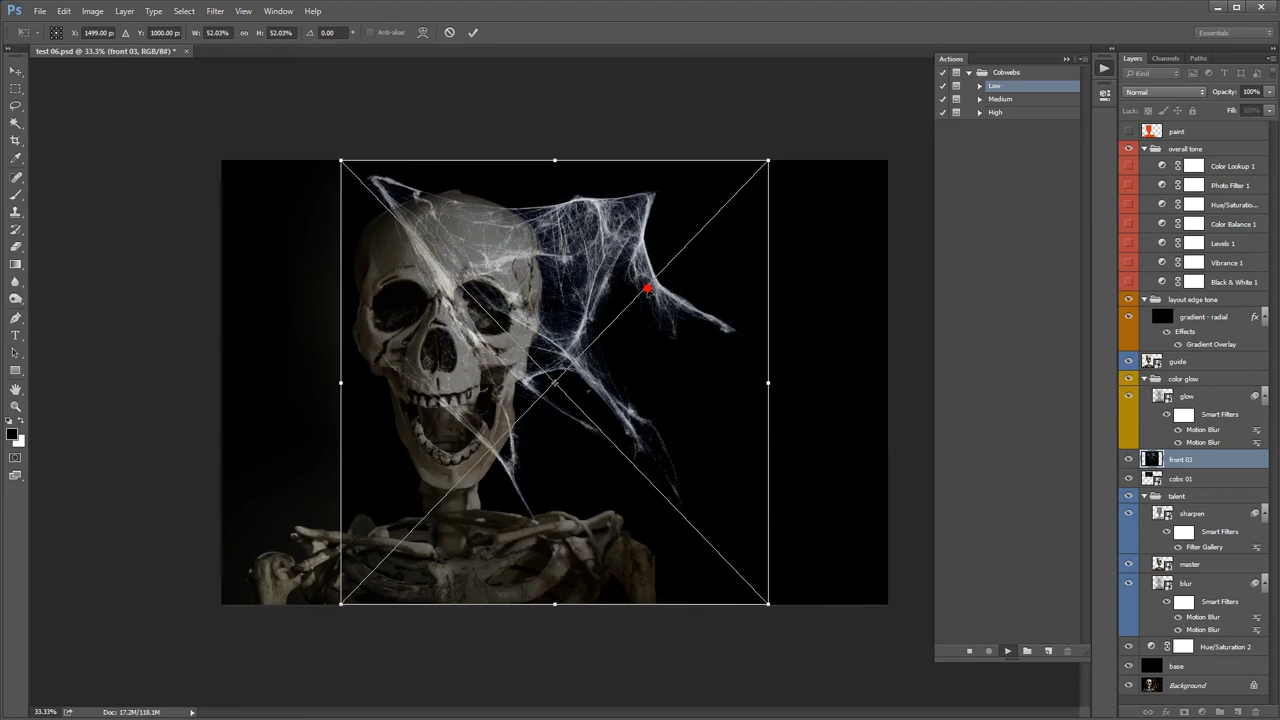 Ps File Edit Image Layer Type Select Filter View Window Help
X: 1499.00 p: Y: 1000.00 p: W: 52.03% H: 52.03% 0.00 ° Anti-alias Essentials
test 06.psd @ 33.3% (front 03, RGB/8#) * ×
Actions
Cobwebs
Low
Medium
High
Layers Channels Paths
Kind
Normal Opacity: 100%
Lock: Fill: 100%
paint
overall tone
Color Lookup 1
Photo Filter 1
Hue/Saturatio...
Color Balance 1
Levels 1
Vibrance 1
Black & White 1
layout edge tone
gradient - radial fx
Effects
Gradient Overlay
guide
color glow
glow
Smart Filters
Motion Blur
Motion Blur
front 03
cobs 01
talent
sharpen
Smart Filters
Filter Gallery
master
blur
Smart Filters
Motion Blur
Motion Blur
Hue/Saturation 2
base
Background
33.33% Doc: 17.2M/118.1M fx